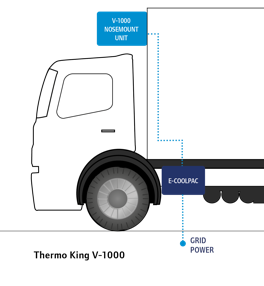 V-1000
NOSEMOUNT
UNIT
E-COOLPAC
GRID
POWER
Thermo King V-1000